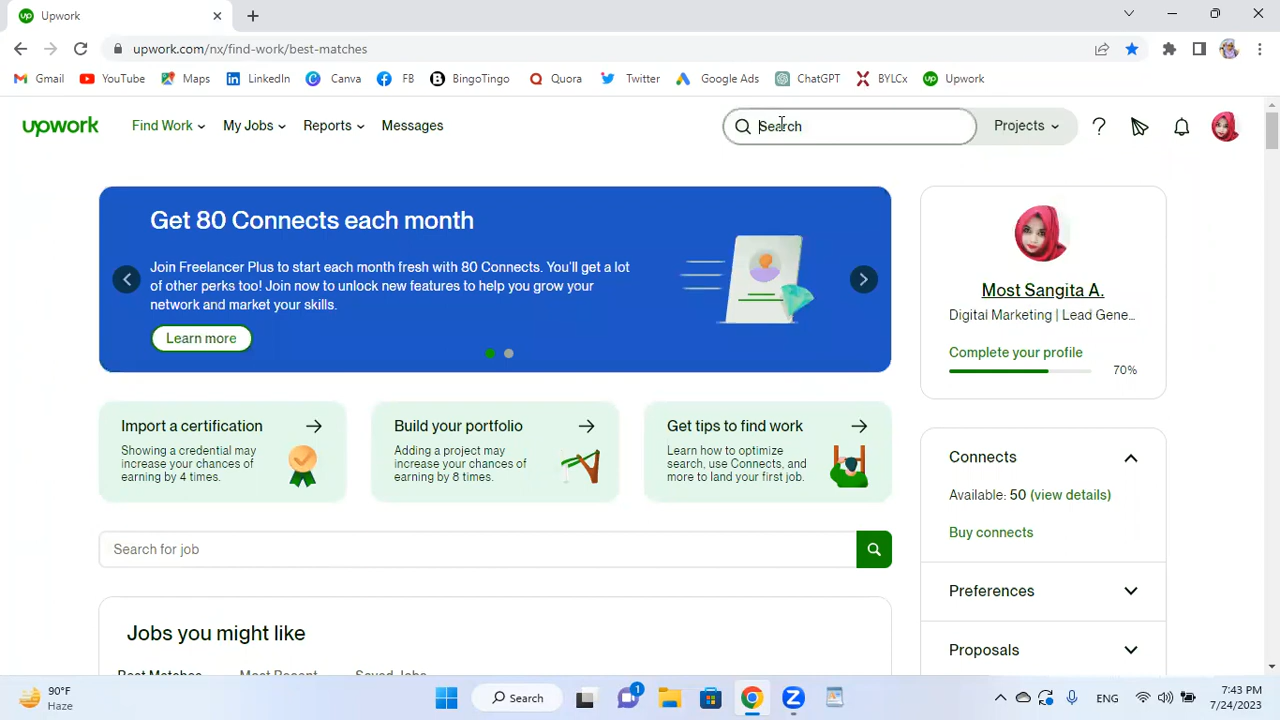 Upwork
upwork.com/nx/find-work/best-matches
Gmail YouTube Maps LinkedIn Canva FB BingoTingo Quora Twitter Google Ads ChatGPT BYLCx Upwork
upwork Find Work My Jobs Reports Messages Search Projects
Get 80 Connects each month
Join Freelancer Plus to start each month fresh with 80 Connects. You'll get a lot
of other perks too! Join now to unlock new features to help you grow your
network and market your skills.
Learn more
Most Sangita A.
Digital Marketing | Lead Gene...
Complete your profile
70%
Import a certification
Showing a credential may
increase your chances of
earning by 4 times.
Build your portfolio
Adding a project may
increase your chances of
earning by 8 times.
Get tips to find work
Learn how to optimize
search, use Connects, and
more to land your first job.
Connects
Available: 50 (view details)
Buy connects
Search for job
Preferences
Jobs you might like
Proposals
Best Matches Most Recent Saved Jobs
90°F
Haze
Search
1
ENG
7:43 PM
7/24/2023